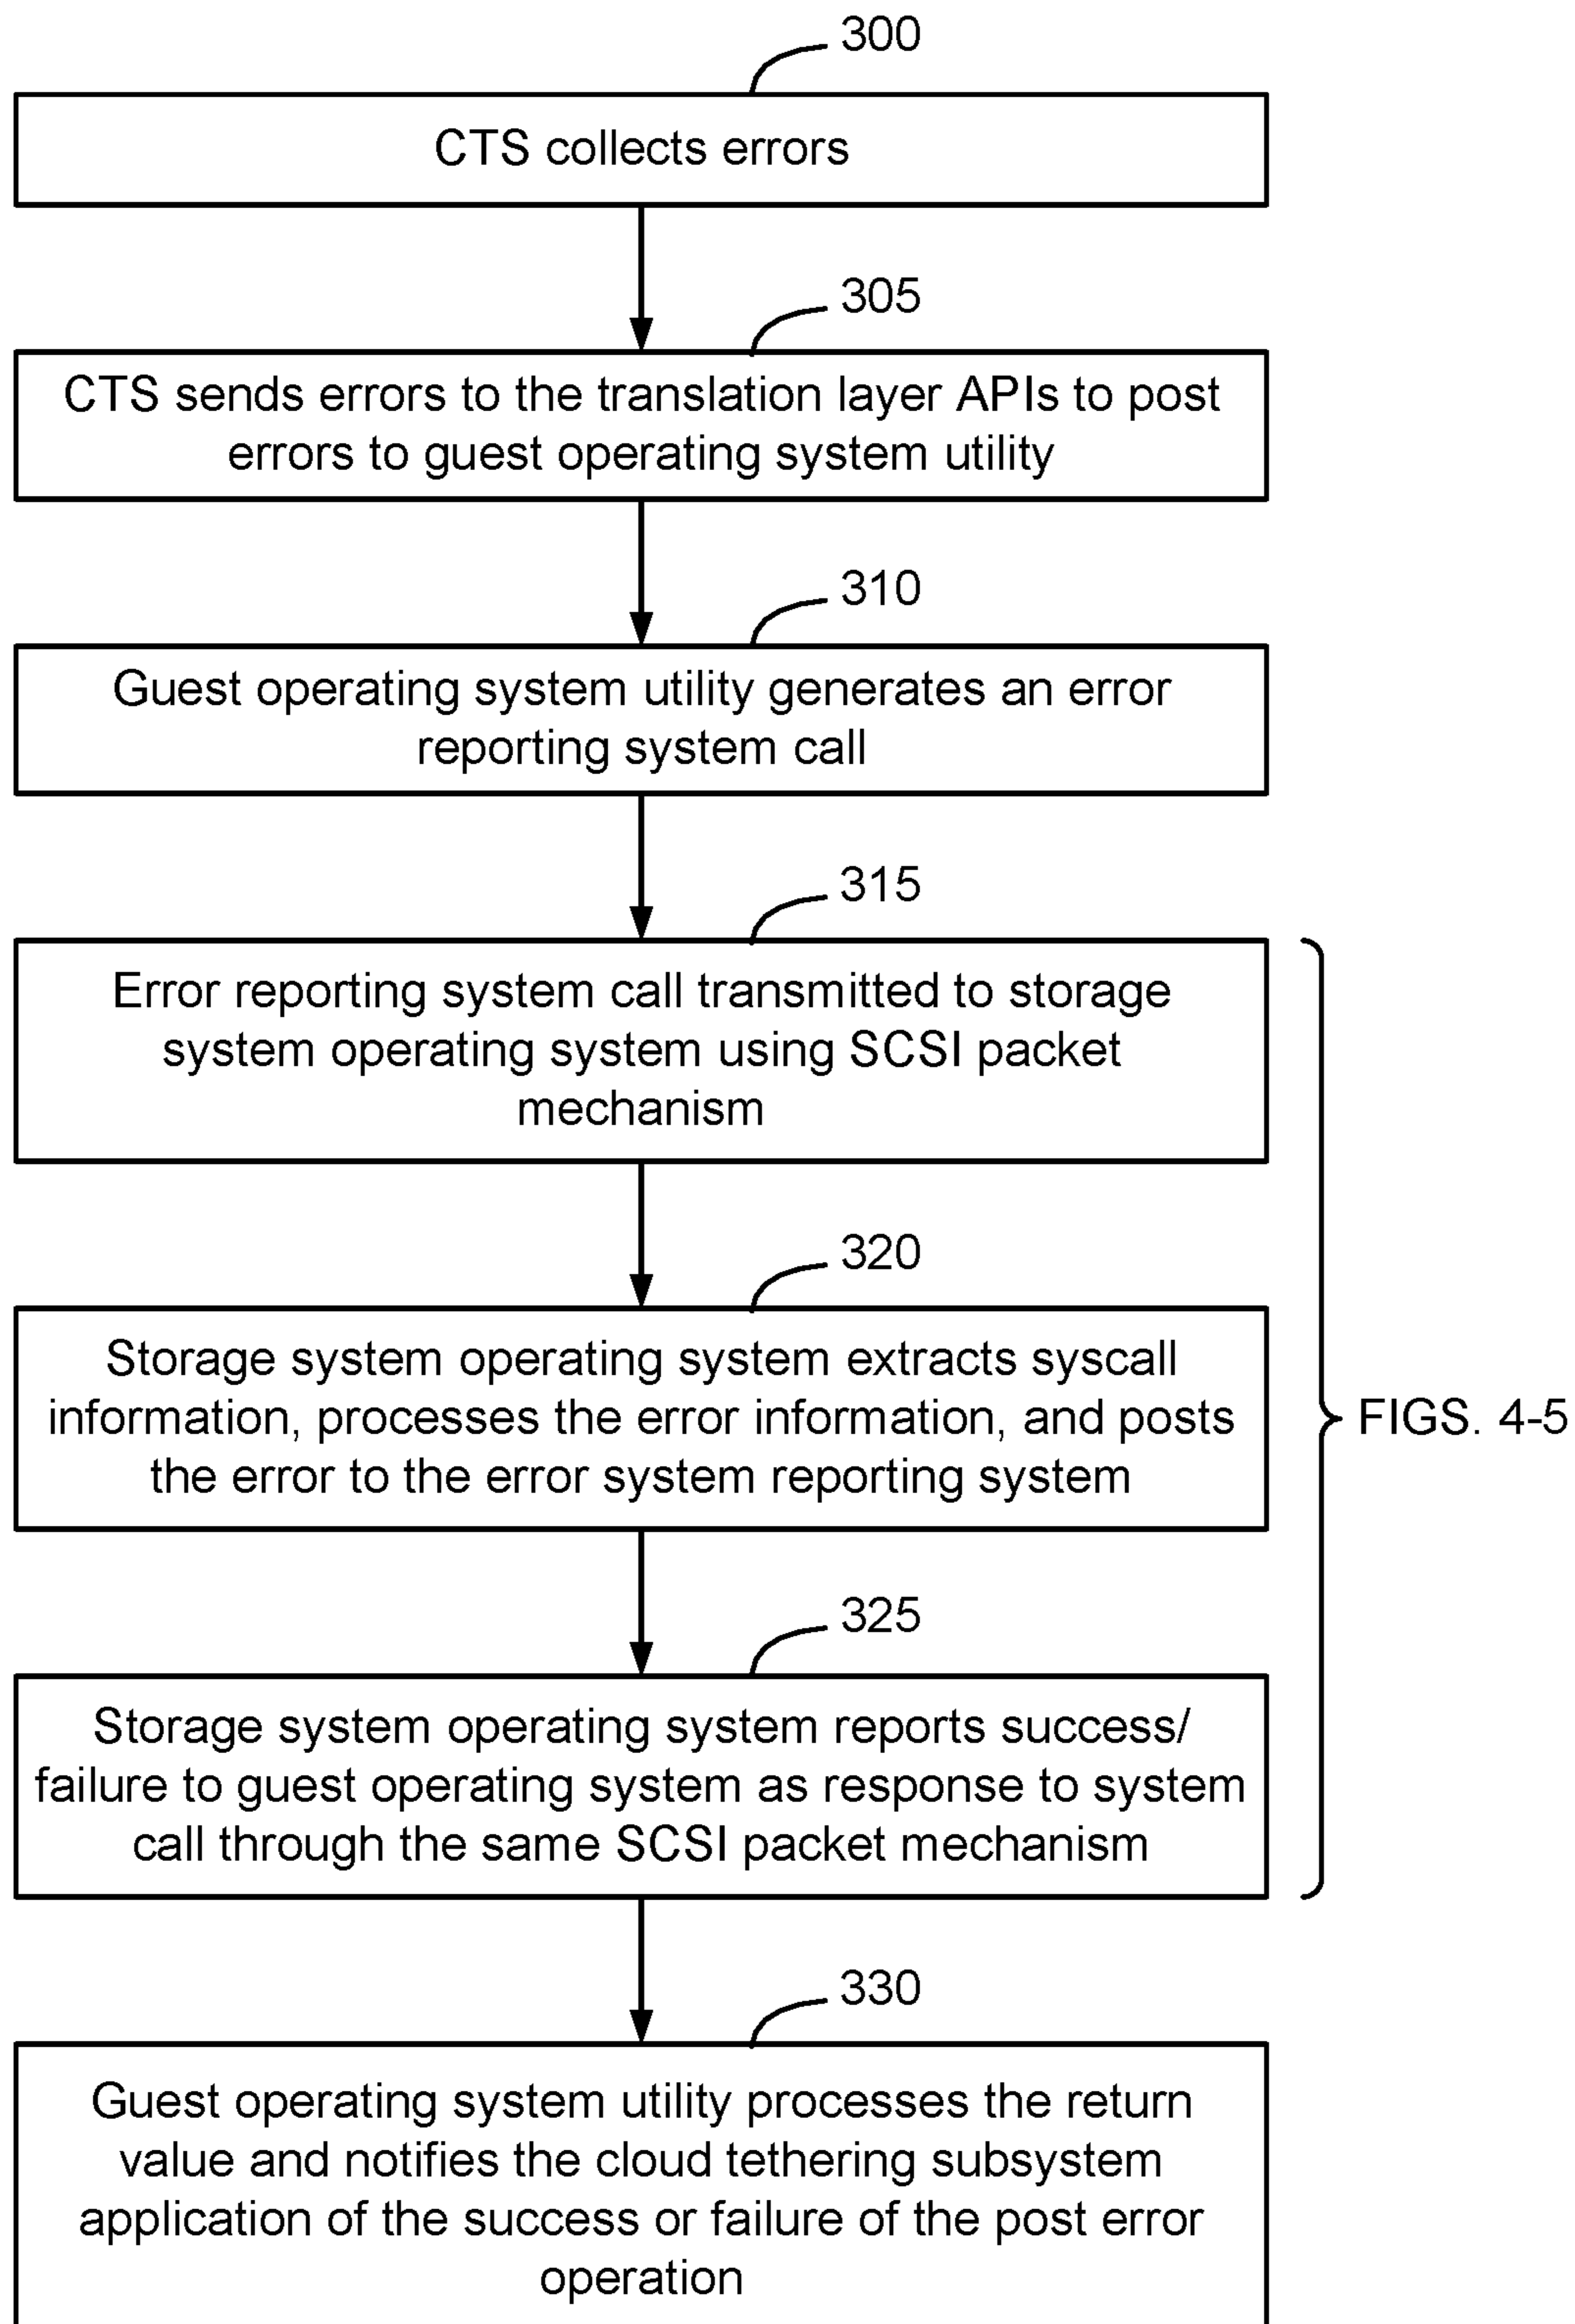 300
CTS collects errors
305
CTS sends errors to the translation layer APIs to post
errors to guest operating system utility
310
Guest operating system utility generates an error
reporting system call
315
Error reporting system call transmitted to storage
system operating system using SCSI packet
mechanism
320
Storage system operating system extracts syscall
information, processes the error information, and posts
the error to the error system reporting system
FIGS. 4-5
325
Storage system operating system reports success/
failure to guest operating system as response to system
call through the same SCSI packet mechanism
330
Guest operating system utility processes the return
value and notifies the cloud tethering subsystem
application of the success or failure of the post error
operation